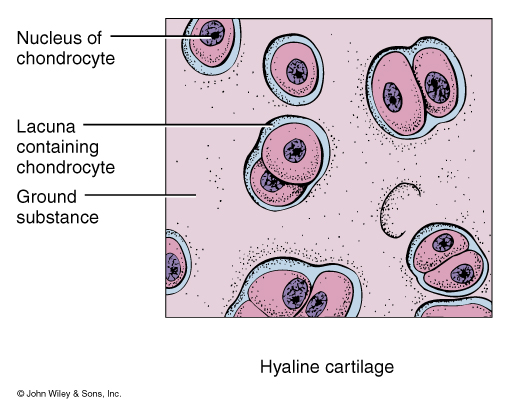 Nucleus of
chondrocyte
Lacuna
containing
chondrocyte
Ground
substance
Hyaline cartilage
© John Wiley & Sons, Inc.